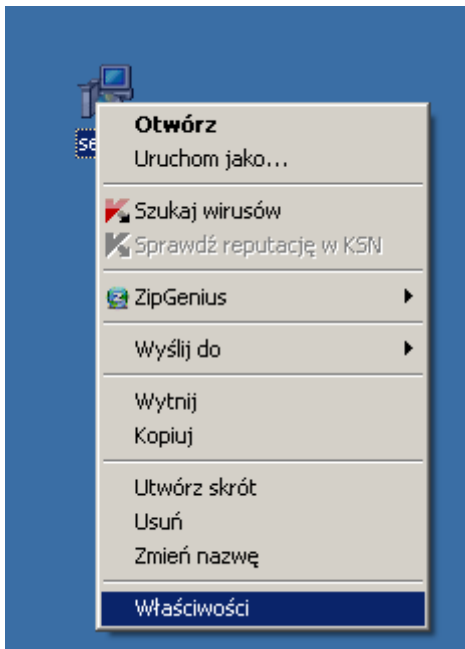 Otwórz
Uruchom jako...
Szukaj wirusów
Sprawdź reputację w KSN
ZipGenius
Wyślij do
Wytnij
Kopiuj
Utwórz skrót
Usuń
Zmień nazwę
Właściwości